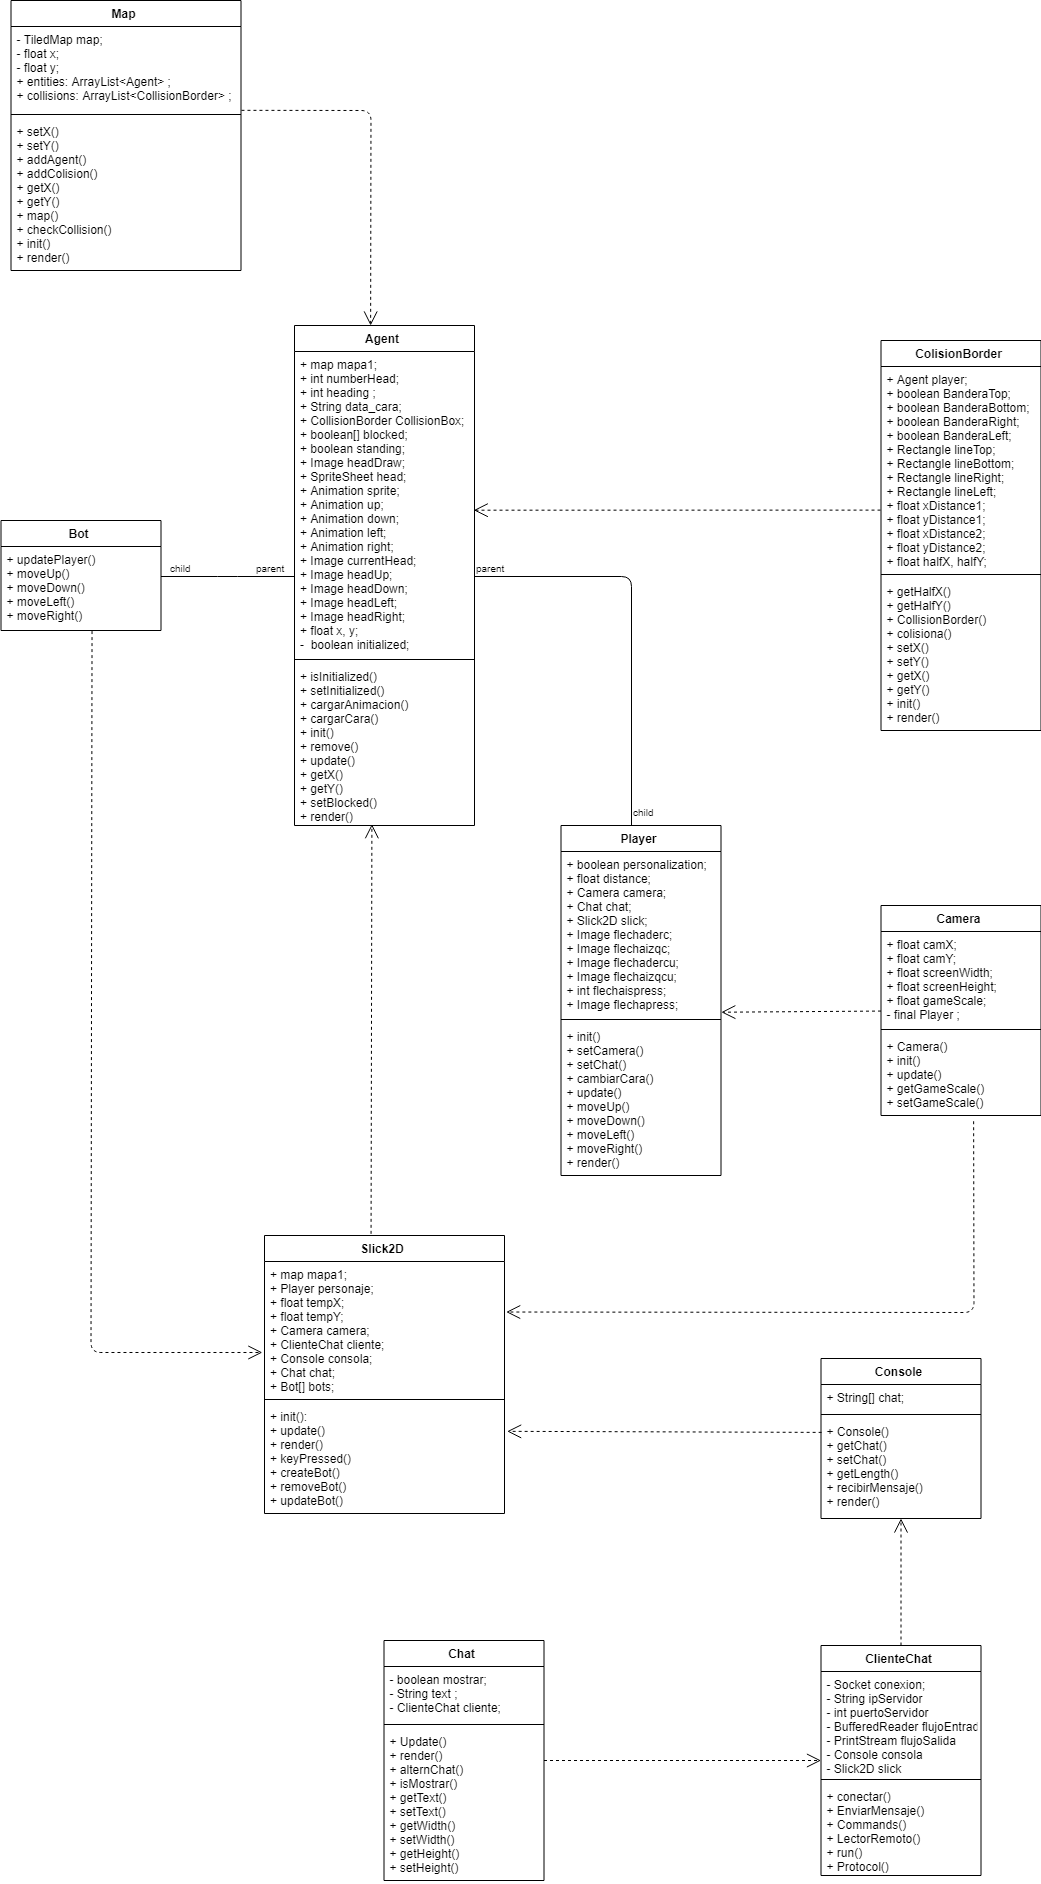 Map
- TiledMap map;
- float x;
- float y;
+ entities: ArrayList<Agent> ;
+ collisions: ArrayList<CollisionBorder> ;
+ setX()
+ setY()
+ addAgent()
+ addColision()
+ getX()
+ getY()
+ map()
+ checkCollision()
+ init()
+ render()
Agent
+ map mapa1;
+ int numberHead;
+ int heading ;
+ String data_cara;
+ CollisionBorder CollisionBox;
+ boolean[] blocked;
+ boolean standing;
+ Image headDraw;
+ SpriteSheet head;
+ Animation sprite;
+ Animation up;
+ Animation down;
+ Animation left;
+ Animation right;
+ Image currentHead;
+ Image headUp;
+ Image headDown;
+ Image headLeft;
+ Image headRight;
+ float x, y;
- boolean initialized;
+ isInitialized()
+ setInitialized()
+ cargarAnimacion()
+ cargarCara()
+ init()
+ remove()
+ update()
+ getX()
+ getY()
+ setBlocked()
+ render()
ColisionBorder
+ Agent player;
+ boolean BanderaTop;
+ boolean BanderaBottom;
+ boolean BanderaRight;
+ boolean BanderaLeft;
+ Rectangle lineTop;
+ Rectangle lineBottom;
+ Rectangle lineRight;
+ Rectangle lineLeft;
+ float xDistance1;
+ float yDistance1;
+ float xDistance2;
+ float yDistance2;
+ float halfX, halfY;
+ getHalfX()
+ getHalfY()
+ CollisionBorder()
+ colisiona()
+ setX()
+ setY()
+ getX()
+ getY()
+ init()
+ render()
Bot
+ updatePlayer()
+ moveUp()
+ moveDown()
+ moveLeft()
+ moveRight()
child
parent
parent
child
Player
+ boolean personalization;
+ float distance;
+ Camera camera;
+ Chat chat;
+ Slick2D slick;
+ Image flechaderc;
+ Image flechaizqc;
+ Image flechadercu;
+ Image flechaizqcu;
+ int flechaispress;
+ Image flechapress;
+ init()
+ setCamera()
+ setChat()
+ cambiarCara()
+ update()
+ moveUp()
+ moveDown()
+ moveLeft()
+ moveRight()
+ render()
Camera
+ float camX;
+ float camY;
+ float screenWidth;
+ float screenHeight;
+ float gameScale;
- final Player ;
+ Camera()
+ init()
+ update()
+ getGameScale()
+ setGameScale()
Slick2D
+ map mapa1;
+ Player personaje;
+ float tempX;
+ float tempY;
+ Camera camera;
+ ClienteChat cliente;
+ Console consola;
+ Chat chat;
+ Bot[] bots;
+ init():
+ update()
+ render()
+ keyPressed()
+ createBot()
+ removeBot()
+ updateBot()
Console
+ String[] chat;
+ Console()
+ getChat()
+ setChat()
+ getLength()
+ recibirMensaje()
+ render()
Chat
- boolean mostrar;
- String text ;
- ClienteChat cliente;
+ Update()
+ render()
+ alternChat()
+ isMostrar()
+ getText()
+ setText()
+ getWidth()
+ setWidth()
+ getHeight()
+ setHeight()
ClienteChat
- Socket conexion;
- String ipServidor
- int puertoServidor
- BufferedReader flujoEntrac
- PrintStream flujoSalida
- Console consola
- Slick2D slick
+ conectar()
+ EnviarMensaje()
+ Commands()
+ LectorRemoto()
+ run()
+ Protocol()